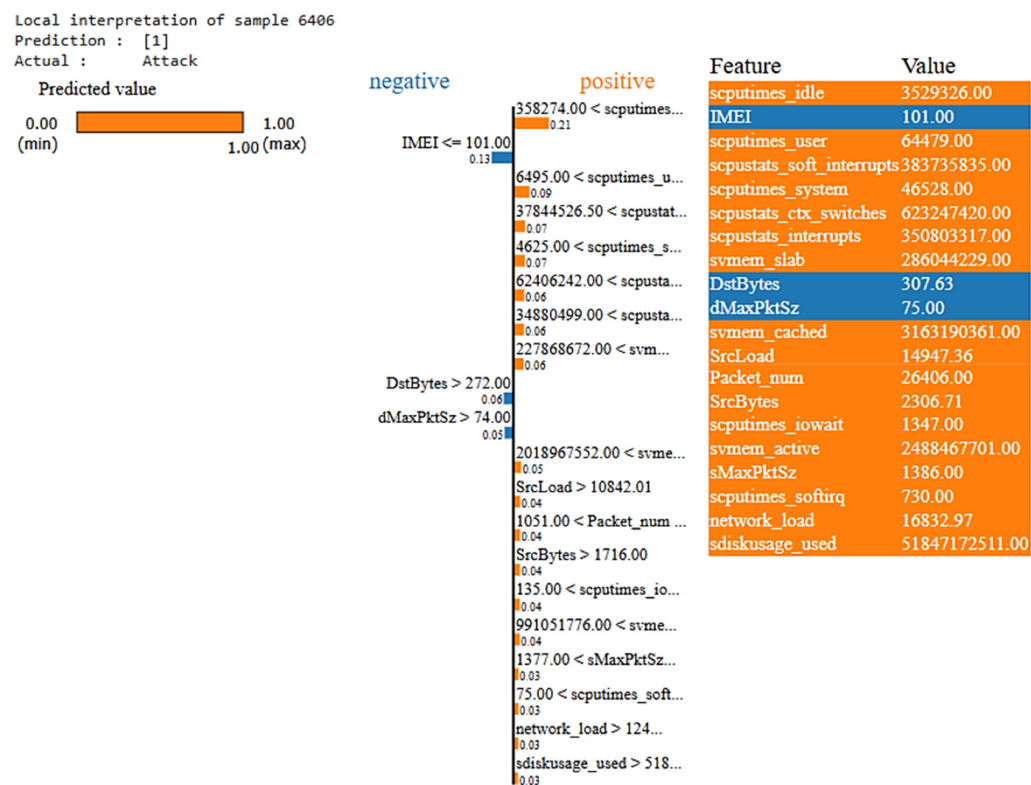 Local interpretation of sample 6406
Prediction : [1]
Actual : Attack
Predicted value
0.00 1.00
(min) 1.00 (max)
negative positive
358274.00 < scputimes...
0.21
IMEI <= 101.00
0.13
6495.00 < scputimes_u...
0.09
37844526.50 < scpustat...
0.07
4625.00 < scputimes_s...
0.07
62406242.00 < scpusta...
0.06
34880499.00 < scpusta...
0.06
227868672.00 < svm...
0.06
DstBytes > 272.00
0.06
dMaxPktSz > 74.00
0.05
2018967552.00 < svme...
0.05
SrcLoad > 10842.01
0.04
1051.00 < Packet_num ...
0.04
SrcBytes > 1716.00
0.04
135.00 < scputimes_io...
0.04
991051776.00 < svme...
0.04
1377.00 < sMaxPktSz...
0.03
75.00 < scputimes_soft...
0.03
network_load > 124...
0.03
sdiskusage_used > 518...
0.03
Feature Value
scputimes_idle 3529326.00
IMEI 101.00
scputimes_user 64479.00
scpustats_soft_interrupts 383735835.00
scputimes_system 46528.00
scpustats_ctx_switches 623247420.00
scpustats_interrupts 350803317.00
svmem_slab 286044229.00
DstBytes 307.63
dMaxPktSz 75.00
svmem_cached 3163190361.00
SrcLoad 14947.36
Packet_num 26406.00
SrcBytes 2306.71
scputimes_iowait 1347.00
svmem_active 2488467701.00
sMaxPktSz 1386.00
scputimes_softirq 730.00
network_load 16832.97
sdiskusage_used 51847172511.00